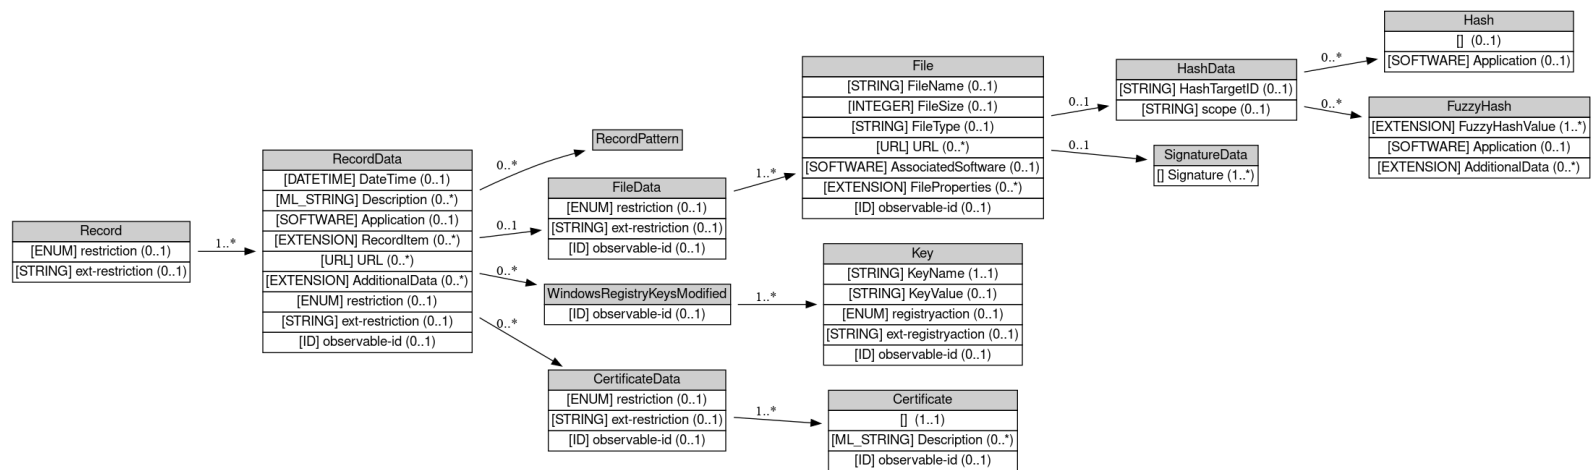 Record
[ENUM] restriction (0..1)
[STRING] ext-restriction (0..1)
1..*
RecordData
[DATETIME] DateTime (0..1)
[ML_STRING] Description (0..*)
[SOFTWARE] Application (0..1)
[EXTENSION] RecordItem (0..*)
[URL] URL (0..*)
[EXTENSION] AdditionalData (0..*)
[ENUM] restriction (0..1)
[STRING] ext-restriction (0..1)
[ID] observable-id (0..1)
0..*
0..1
0..*
0..*
RecordPattern
FileData
[ENUM] restriction (0..1)
[STRING] ext-restriction (0..1)
[ID] observable-id (0..1)
1..*
WindowsRegistryKeysModified
[ID] observable-id (0..1)
1..*
CertificateData
[ENUM] restriction (0..1)
[STRING] ext-restriction (0..1)
[ID] observable-id (0..1)
1..*
File
[STRING] FileName (0..1)
[INTEGER] FileSize (0..1)
[STRING] FileType (0..1)
[URL] URL (0..*)
[SOFTWARE] AssociatedSoftware (0..1)
[EXTENSION] FileProperties (0..*)
[ID] observable-id (0..1)
0..1
0..1
Key
[STRING] KeyName (1..1)
[STRING] KeyValue (0..1)
[ENUM] registryaction (0..1)
[STRING] ext-registryaction (0..1)
[ID] observable-id (0..1)
Certificate
[] (1..1)
[ML_STRING] Description (0..*)
[ID] observable-id (0..1)
HashData
[STRING] HashTargetID (0..1)
[STRING] scope (0..1)
0..*
0..*
SignatureData
[] Signature (1..*)
Hash
[] (0..1)
[SOFTWARE] Application (0..1)
FuzzyHash
[EXTENSION] FuzzyHashValue (1..*)
[SOFTWARE] Application (0..1)
[EXTENSION] AdditionalData (0..*)